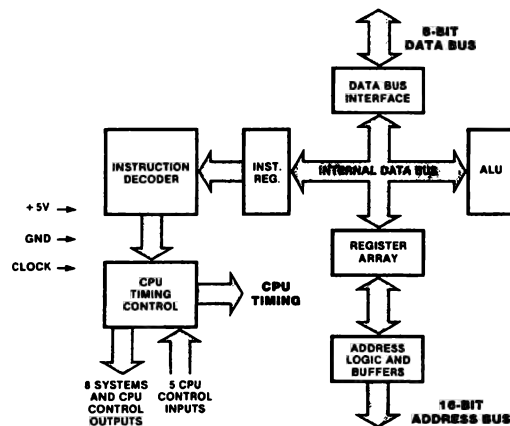 8-BIT
DATA BUS
DATA BUS
INTERFACE
INSTRUCTION
DECODER
INST.
REG.
INTERNAL DATA BUS
ALU
+5V
GND
CLOCK
REGISTER
ARRAY
CPU
TIMING
CONTROL
CPU
TIMING
ADDRESS
LOGIC AND
BUFFERS
8 SYSTEMS
AND CPU
CONTROL
OUTPUTS
5 CPU
CONTROL
INPUTS
16-BIT
ADDRESS BUS